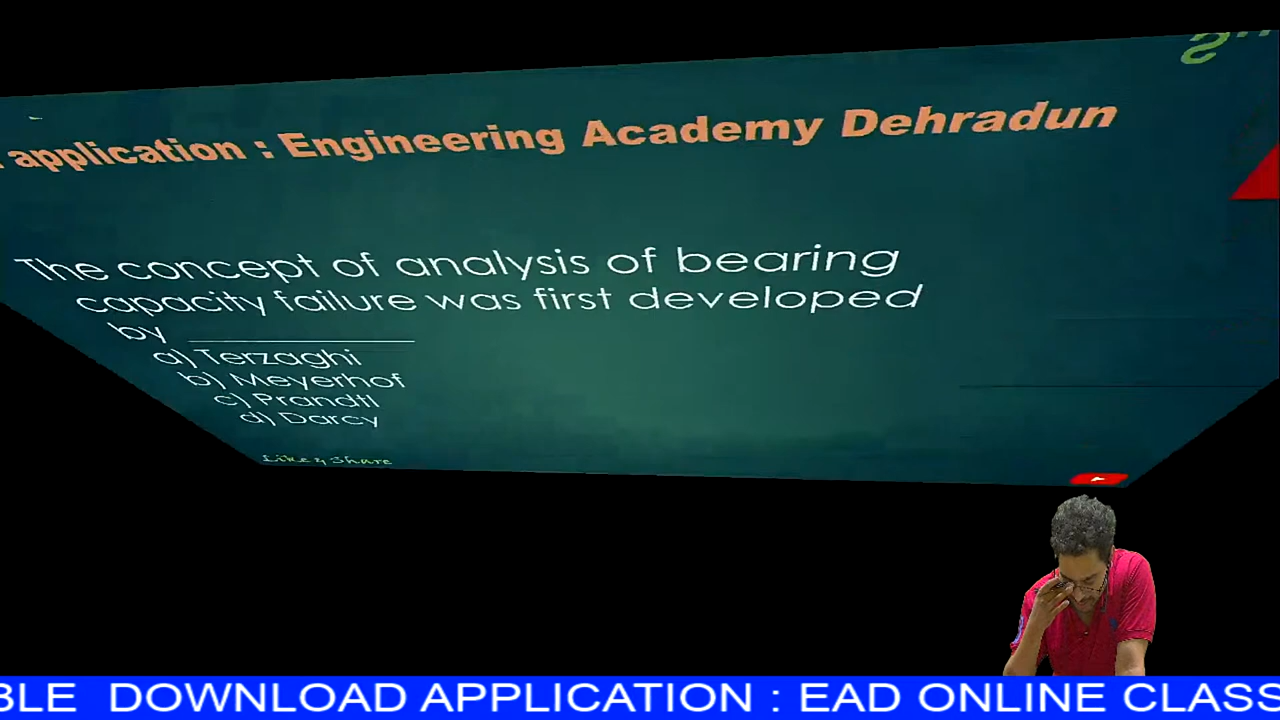 application : Engineering Academy Dehradun
The concept of analysis of bearing
capacity failure was first developed
by ____________
a) Terzaghi
b) Meyerhof
c) Prandtl
d) Darcy
Like & Share
DOWNLOAD APPLICATION : EAD ONLINE CLASS